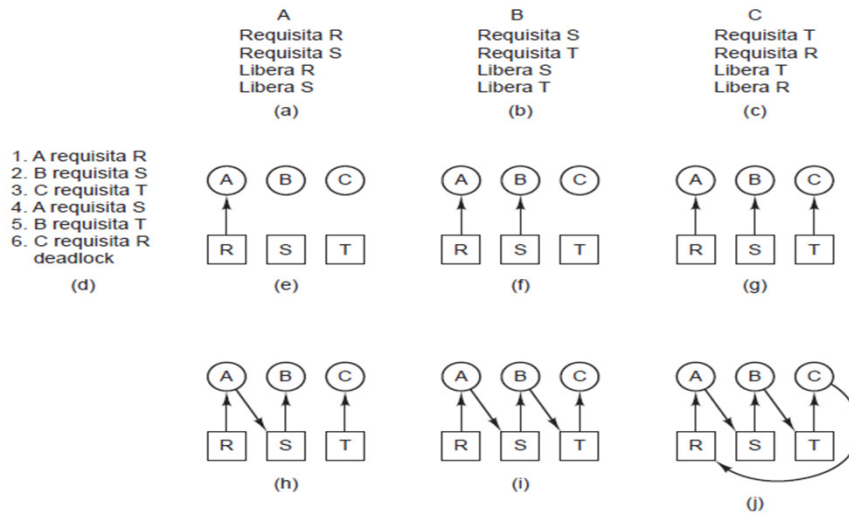 A
Requisita R
Requisita S
Libera R
Libera S
(a)
B
Requisita S
Requisita T
Libera S
Libera T
(b)
C
Requisita T
Requisita R
Libera T
Libera R
(c)
1. A requisita R
2. B requisita S
3. C requisita T
4. A requisita S
5. B requisita T
6. C requisita R
deadlock
(d)
A B C
R S T
(e)
A B C
R S T
(f)
A B C
R S T
(g)
A B C
R S T
(h)
A B C
R S T
(i)
A B C
R S T
(j)